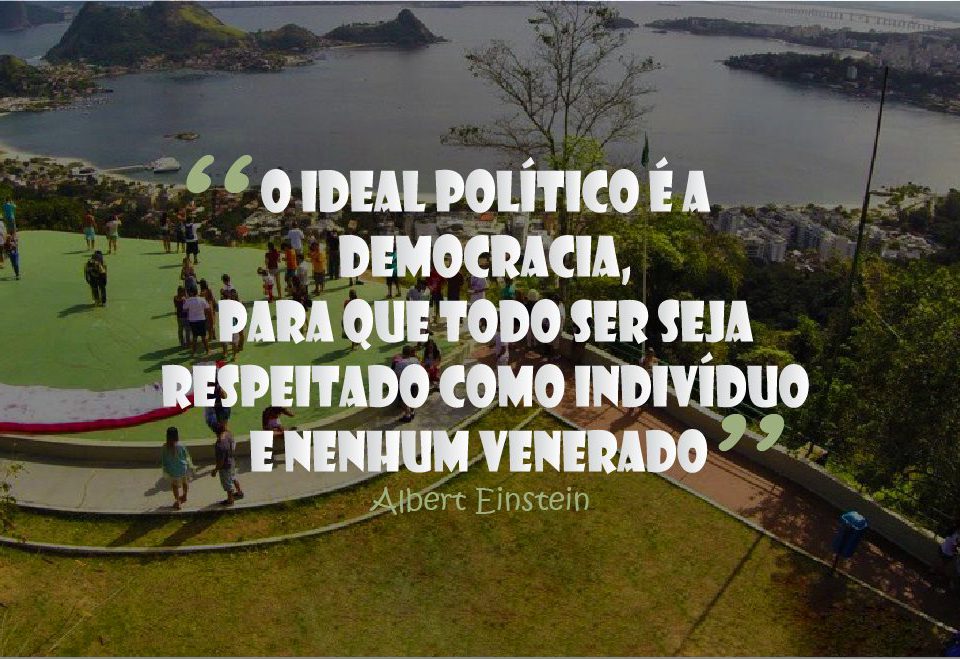 “O IDEAL POLÍTICO É A
DEMOCRACIA,
PARA QUE TODO SER SEJA
RESPEITADO COMO INDIVÍDUO
E NENHUM VENERADO”
Albert Einstein